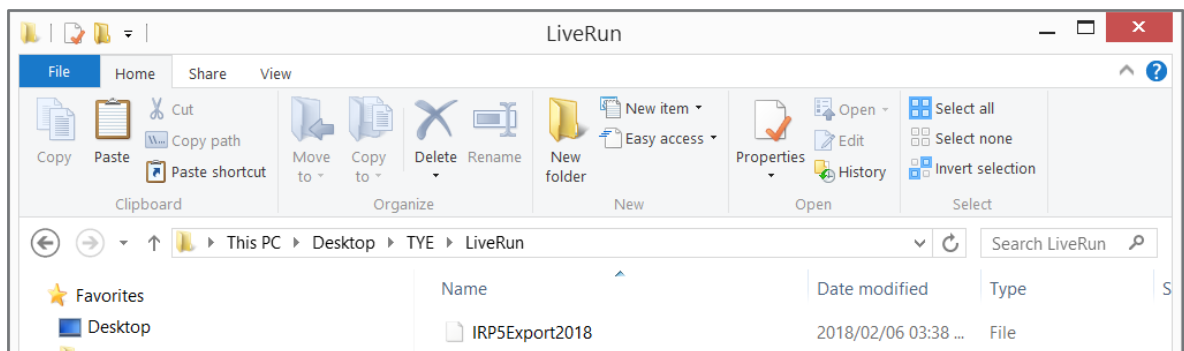 LiveRun
File Home Share View
Copy Paste Cut Copy path Paste shortcut
Move to Copy to Delete Rename
New folder New item Easy access
Properties Open Edit History
Select all Select none Invert selection
Clipboard Organize New Open Select
This PC Desktop TYE LiveRun Search LiveRun
Favorites Name Date modified Type S
Desktop IRP5Export2018 2018/02/06 03:38 ... File